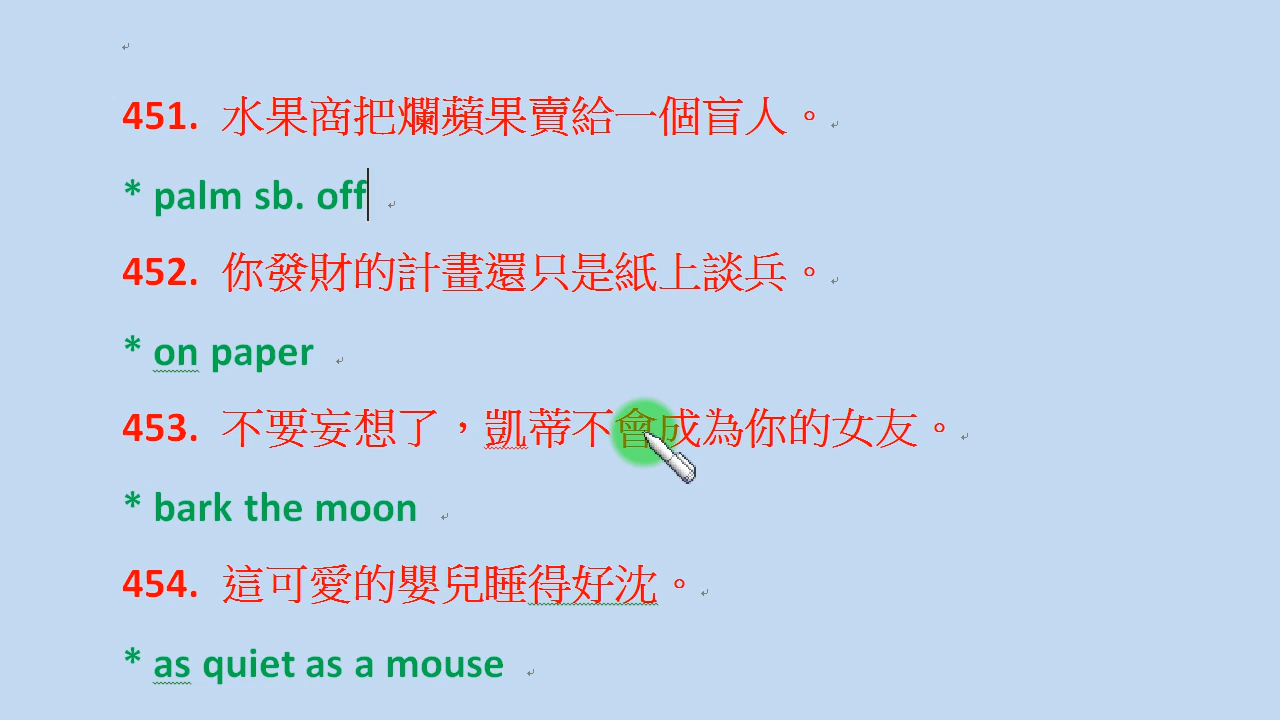 451. 水果商把爛蘋果賣給一個盲人。
* palm sb. off
452. 你發財的計畫還只是紙上談兵。
* on paper
453. 不要妄想了，凱蒂不會成為你的女友。
* bark the moon
454. 這可愛的嬰兒睡得好沈。
* as quiet as a mouse